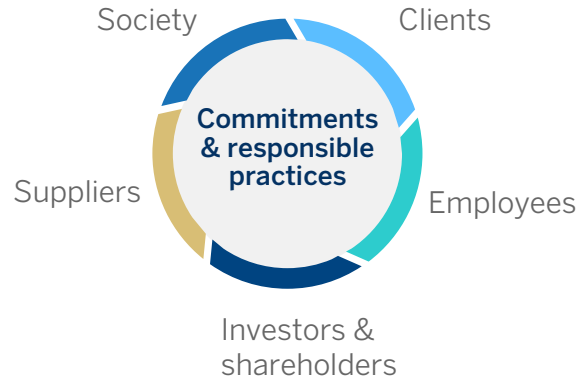 Society
Clients
Commitments
& responsible
practices
Suppliers
Employees
Investors &
shareholders